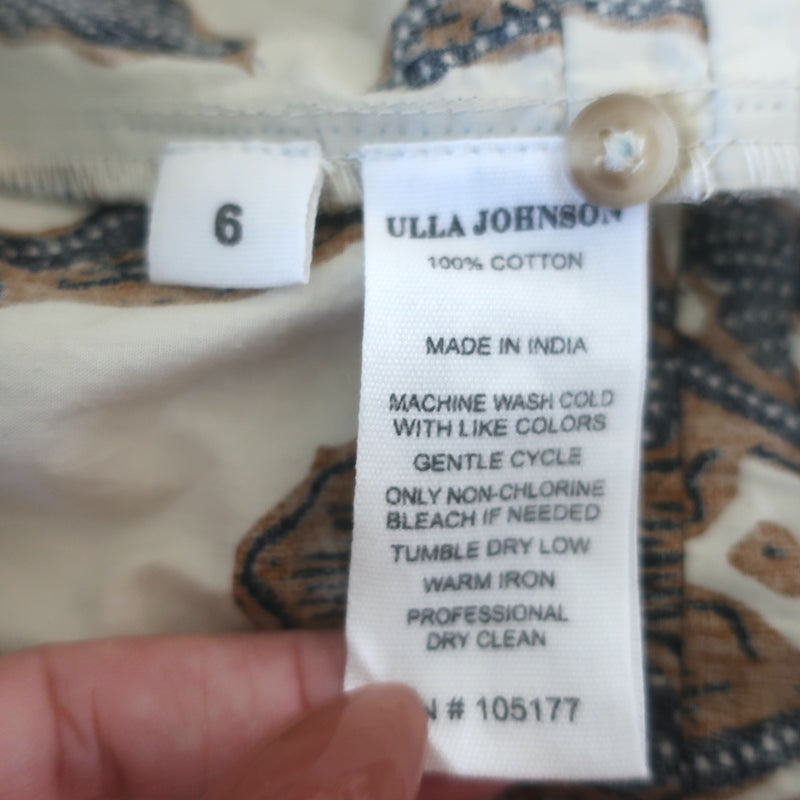 6
ULLA JOHNSON
100% COTTON
MADE IN INDIA
MACHINE WASH COLD
WITH LIKE COLORS
GENTLE CYCLE
ONLY NON-CHLORINE
BLEACH IF NEEDED
TUMBLE DRY LOW
WARM IRON
PROFESSIONAL
DRY CLEAN
# 105177